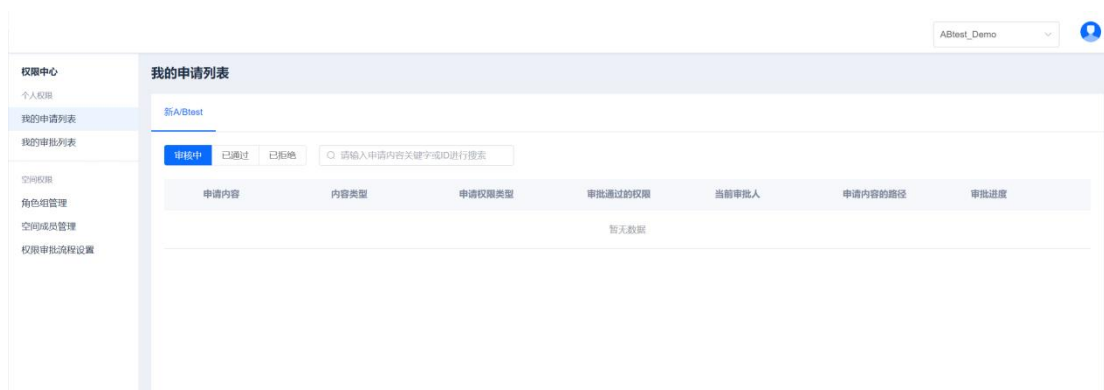 ABtest_Demo
权限中心
个人权限
我的申请列表
我的审批列表
空间权限
角色组管理
空间成员管理
权限审批流程设置
我的申请列表
新A/Btest
审核中 已通过 已拒绝 请输入申请内容关键字或ID进行搜索
申请内容 内容类型 申请权限类型 审批通过的权限 当前审批人 申请内容的路径 审批进度
暂无数据